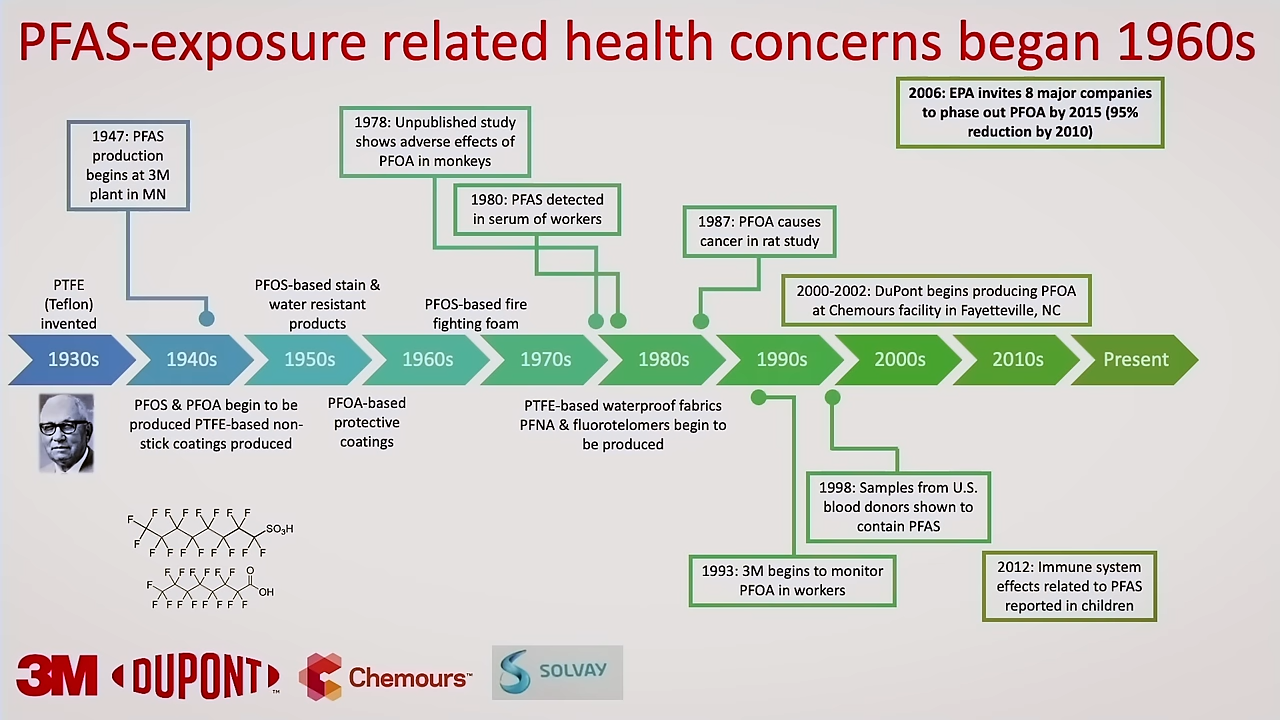 PFAS-exposure related health concerns began 1960s
2006: EPA invites 8 major companies
to phase out PFOA by 2015 (95%
reduction by 2010)
1947: PFAS
production
begins at 3M
plant in MN
1978: Unpublished study
shows adverse effects of
PFOA in monkeys
1980: PFAS detected
in serum of workers
1987: PFOA causes
cancer in rat study
2000-2002: DuPont begins producing PFOA
at Chemours facility in Fayetteville, NC
PTFE
(Teflon)
invented
PFOS-based stain &
water resistant
products
PFOS-based fire
fighting foam
1930s 1940s 1950s 1960s 1970s 1980s 1990s 2000s 2010s Present
PFOS & PFOA begin to be
produced PTFE-based non-
stick coatings produced
PFOA-based
protective
coatings
PTFE-based waterproof fabrics
PFNA & fluorotelomers begin to
be produced
1998: Samples from U.S.
blood donors shown to
contain PFAS
1993: 3M begins to monitor
PFOA in workers
2012: Immune system
effects related to PFAS
reported in children
F F F F F F F
F SO₃H
F F F F F F F F F
F F F F F F O
F OH
F F F F F F F F
3M DUPONT™ Chemours™ SOLVAY